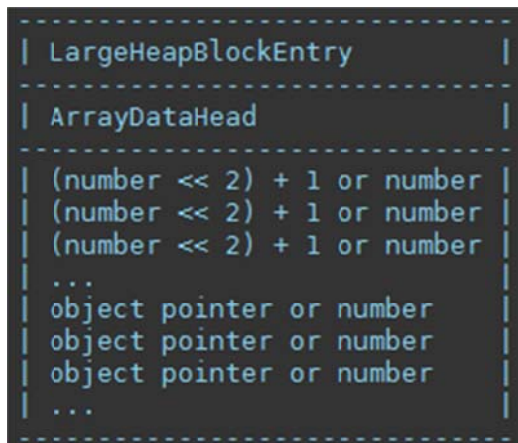 -------------------------------
| LargeHeapBlockEntry |
-------------------------------
| ArrayDataHead |
-------------------------------
| (number << 2) + 1 or number |
| (number << 2) + 1 or number |
| (number << 2) + 1 or number |
| ... |
| object pointer or number |
| object pointer or number |
| object pointer or number |
| ... |
-------------------------------